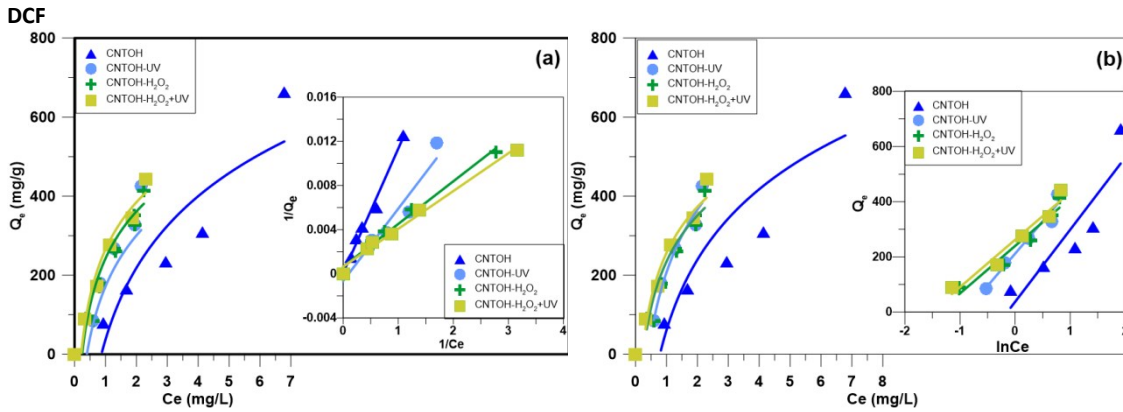 DCF
800
600
400
200
0
Qe (mg/g)
0 1 2 3 4 5 6 7
Ce (mg/L)
(a)
CNTOH
CNTOH-UV
CNTOH-H₂O₂
CNTOH-H₂O₂+UV
0.016
0.012
0.008
0.004
0
-0.004
1/Qe
0 1 2 3 4
1/Ce
CNTOH
CNTOH-UV
CNTOH-H₂O₂
CNTOH-H₂O₂+UV
800
600
400
200
0
Qe (mg/g)
0 1 2 3 4 5 6 7 8
Ce (mg/L)
(b)
CNTOH
CNTOH-UV
CNTOH-H₂O₂
CNTOH-H₂O₂+UV
800
600
400
200
0
Qe
-2 -1 0 1 2
lnCe
CNTOH
CNTOH-UV
CNTOH-H₂O₂
CNTOH-H₂O₂+UV